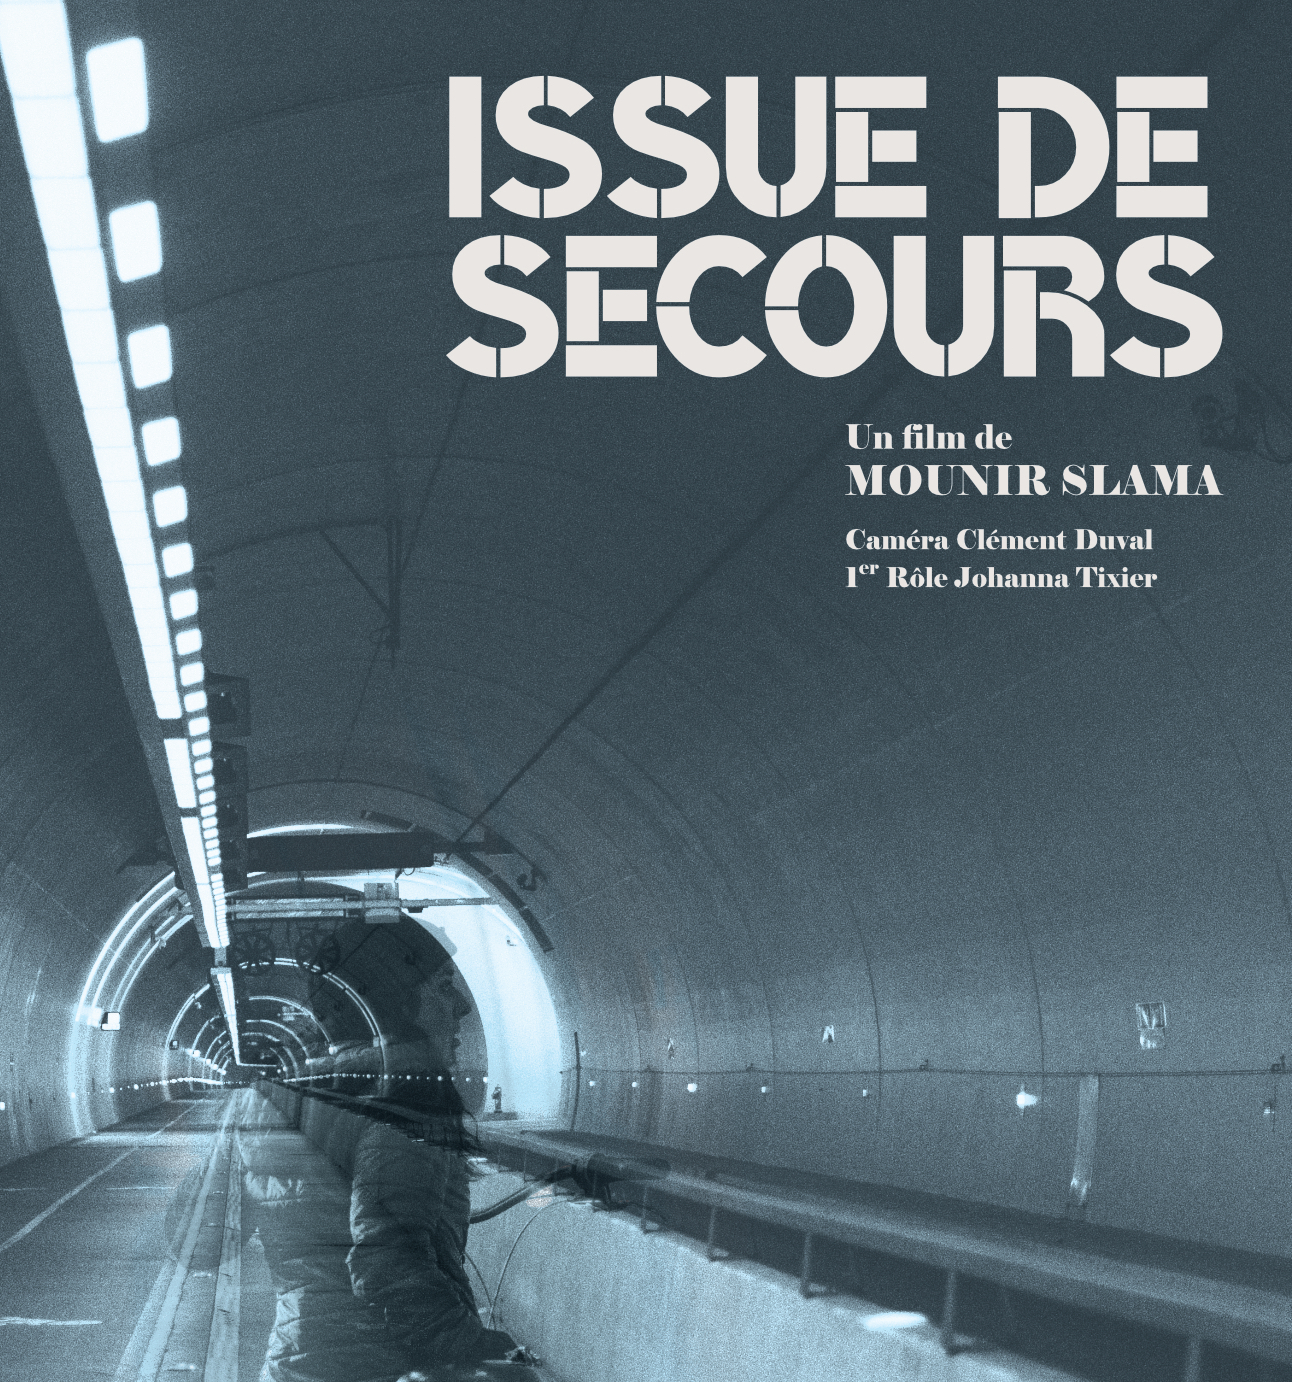 ISSUE DE
SECOURS
Un film de
MOUNIR SLAMA
Caméra Clément Duval
1er Rôle Johanna Tixier